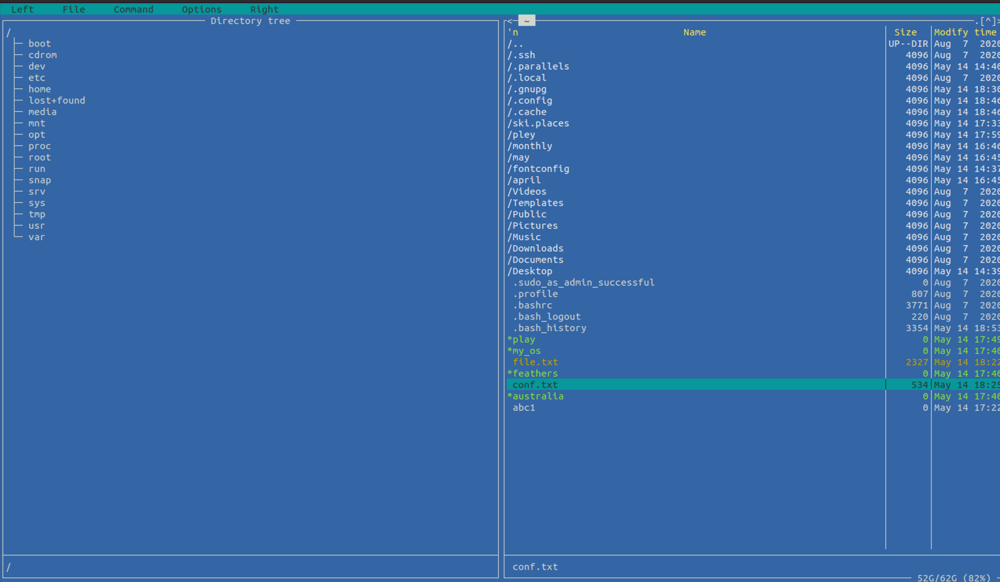 Left File Command Options Right
Directory tree
/
boot
cdrom
dev
etc
home
lost+found
media
mnt
opt
proc
root
run
snap
srv
sys
tmp
usr
var
/
<- ~ .[^]>
'n Name Size Modify time
/.. UP--DIR Aug 7 2020
/.ssh 4096 Aug 7 2020
/.parallels 4096 May 14 14:40
/.local 4096 Aug 7 2020
/.gnupg 4096 May 14 18:30
/.config 4096 May 14 18:46
/.cache 4096 May 14 18:46
/ski.places 4096 May 14 17:33
/pley 4096 May 14 17:59
/monthly 4096 May 14 16:46
/may 4096 May 14 16:45
/fontconfig 4096 May 14 14:37
/april 4096 May 14 16:45
/Videos 4096 Aug 7 2020
/Templates 4096 Aug 7 2020
/Public 4096 Aug 7 2020
/Pictures 4096 Aug 7 2020
/Music 4096 Aug 7 2020
/Downloads 4096 Aug 7 2020
/Documents 4096 Aug 7 2020
/Desktop 4096 May 14 14:39
.sudo_as_admin_successful 0 Aug 7 2020
.profile 807 Aug 7 2020
.bashrc 3771 Aug 7 2020
.bash_logout 220 Aug 7 2020
.bash_history 3354 May 14 18:53
*play 0 May 14 17:49
*my_os 0 May 14 17:40
file.txt 2327 May 14 18:22
*feathers 0 May 14 17:40
conf.txt 534 May 14 18:25
*australia 0 May 14 17:40
abc1 0 May 14 17:22
conf.txt
52G/62G (82%)